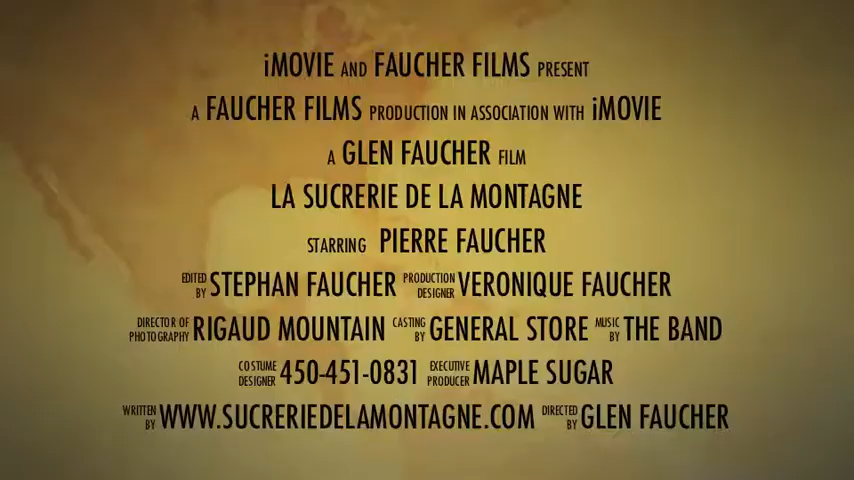 iMOVIE AND FAUCHER FILMS PRESENT
A FAUCHER FILMS PRODUCTION IN ASSOCIATION WITH iMOVIE
A GLEN FAUCHER FILM
LA SUCRERIE DE LA MONTAGNE
STARRING PIERRE FAUCHER
EDITED BY STEPHAN FAUCHER PRODUCTION DESIGNER VERONIQUE FAUCHER
DIRECTOR OF PHOTOGRAPHY RIGAUD MOUNTAIN CASTING BY GENERAL STORE MUSIC BY THE BAND
COSTUME DESIGNER 450-451-0831 EXECUTIVE PRODUCER MAPLE SUGAR
WRITTEN BY WWW.SUCRERIEDELAMONTAGNE.COM DIRECTED BY GLEN FAUCHER